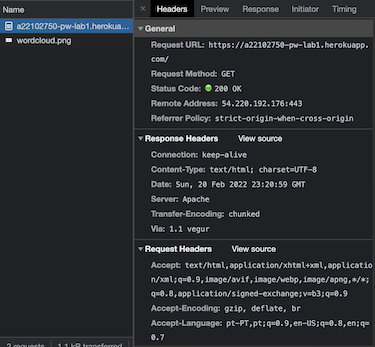 Name
a22102750-pw-lab1.heroku...
wordcloud.png
2 requests 1.1 kB transferred
× Headers Preview Response Initiator Timing
▼ General
Request URL: https://a22102750-pw-lab1.herokuapp.
com/
Request Method: GET
Status Code: 200 OK
Remote Address: 54.220.192.176:443
Referrer Policy: strict-origin-when-cross-origin
▼ Response Headers View source
Connection: keep-alive
Content-Type: text/html; charset=UTF-8
Date: Sun, 20 Feb 2022 23:20:59 GMT
Server: Apache
Transfer-Encoding: chunked
Via: 1.1 vegur
▼ Request Headers View source
Accept: text/html,application/xhtml+xml,applicatio
n/xml;q=0.9,image/avif,image/webp,image/apng,*/*;
q=0.8,application/signed-exchange;v=b3;q=0.9
Accept-Encoding: gzip, deflate, br
Accept-Language: pt-PT,pt;q=0.9,en-US;q=0.8,en;q=
0.7